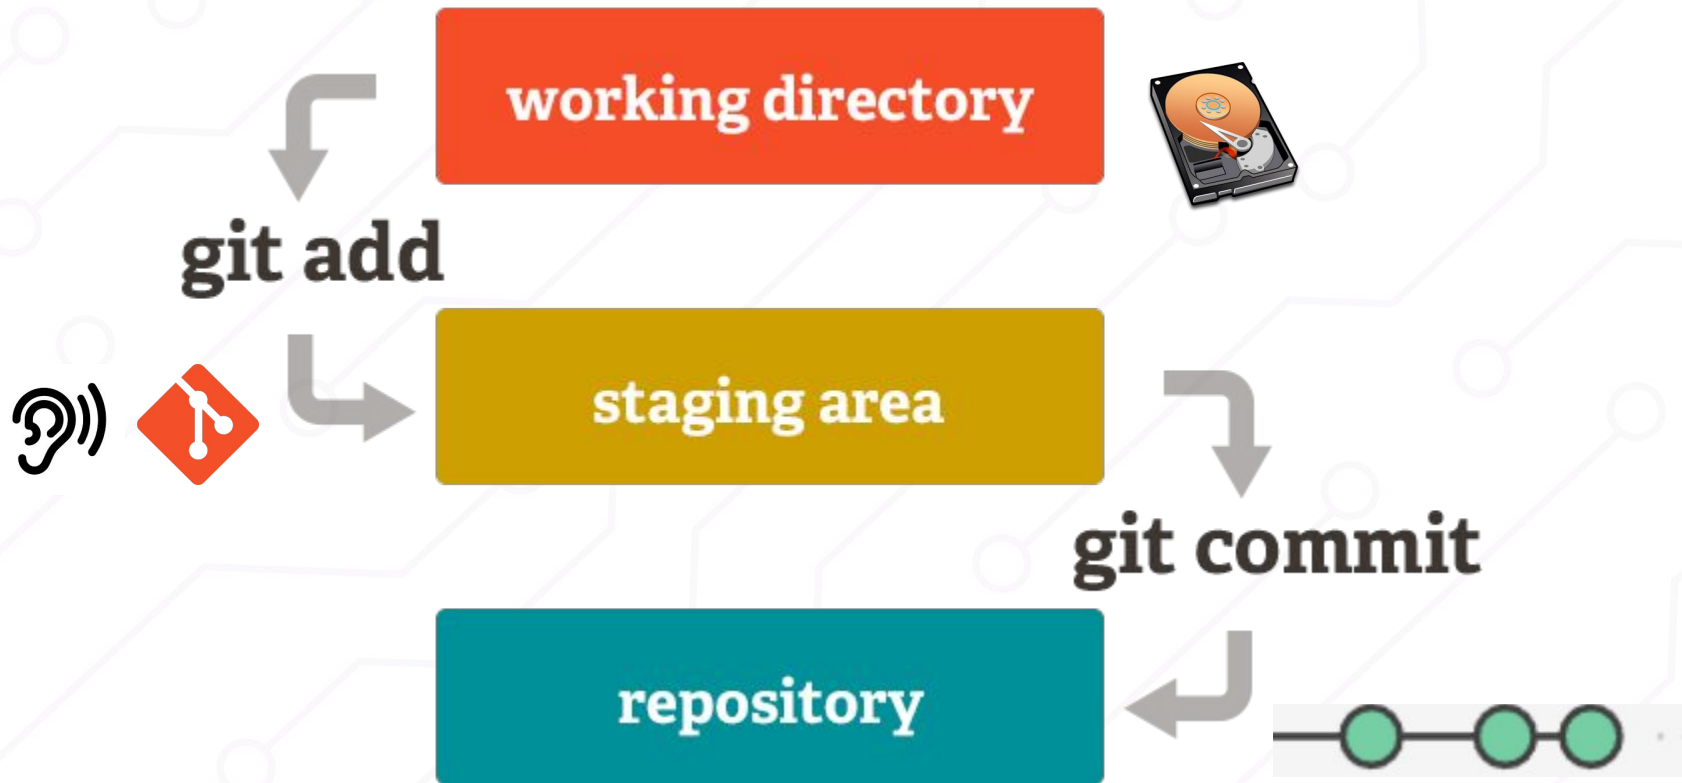 working directory
git add
staging area
git commit
repository